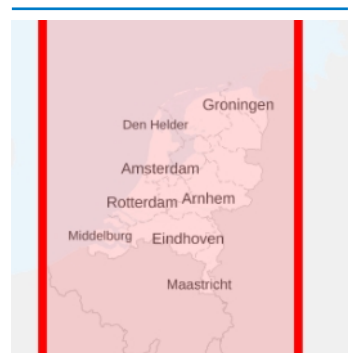 Groningen
Den Helder
Amsterdam
Rotterdam Arnhem
Middelburg Eindhoven
Maastricht